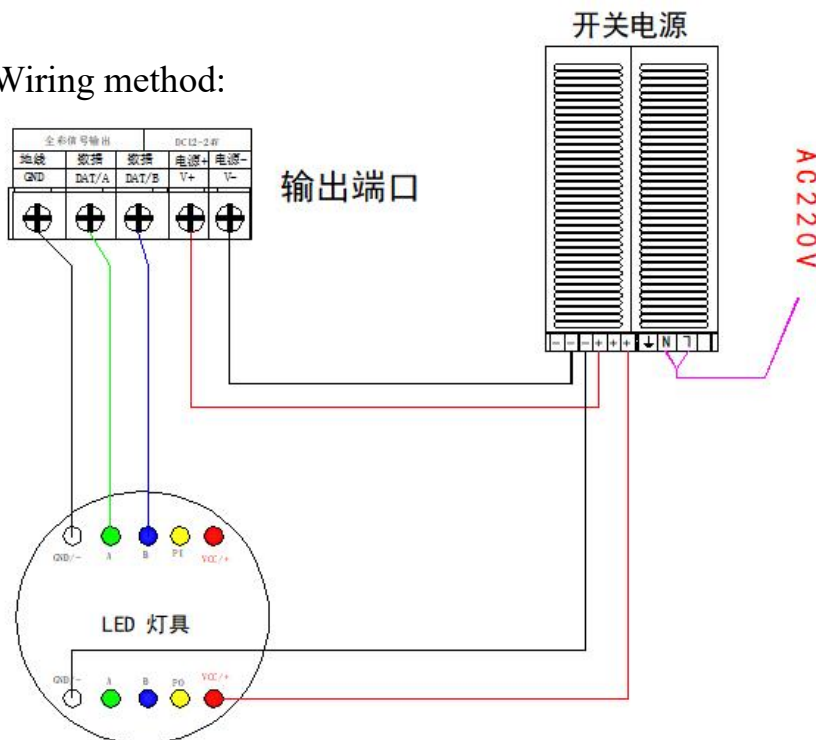 开关电源
Wiring method:
全彩信号输出 DC12-24V
地线 数据 数据 电源+ 电源-
GND DAT/A DAT/B V+ V-
输出端口
AC220V
- - - + + + N L
GND/- A B PI VCC/+
LED 灯具
GND/- A B PO VCC/+